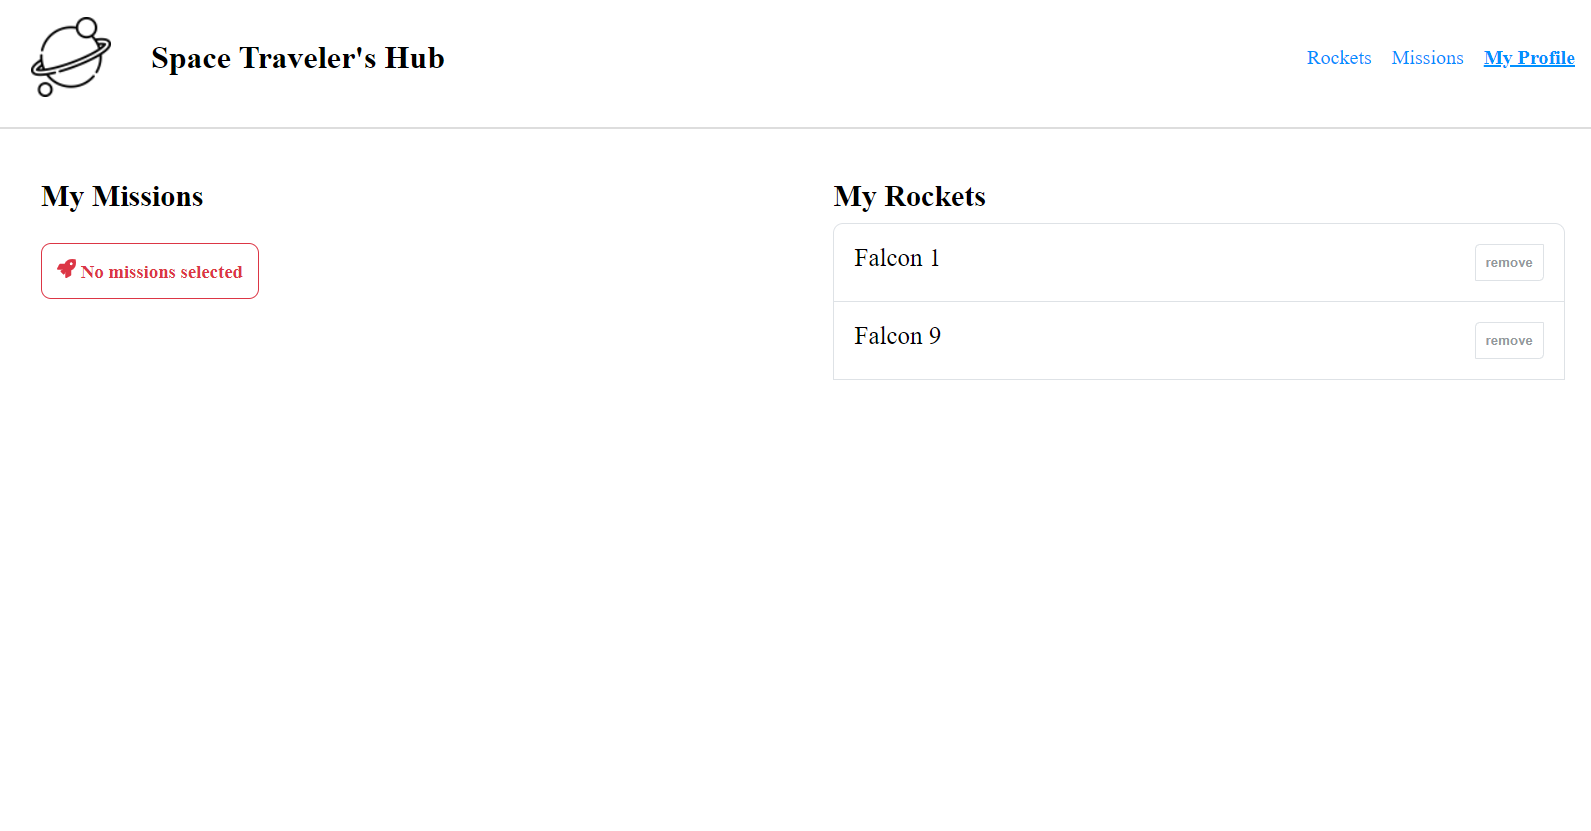 Space Traveler's Hub
Rockets Missions My Profile
My Missions
No missions selected
My Rockets
Falcon 1
remove
Falcon 9
remove